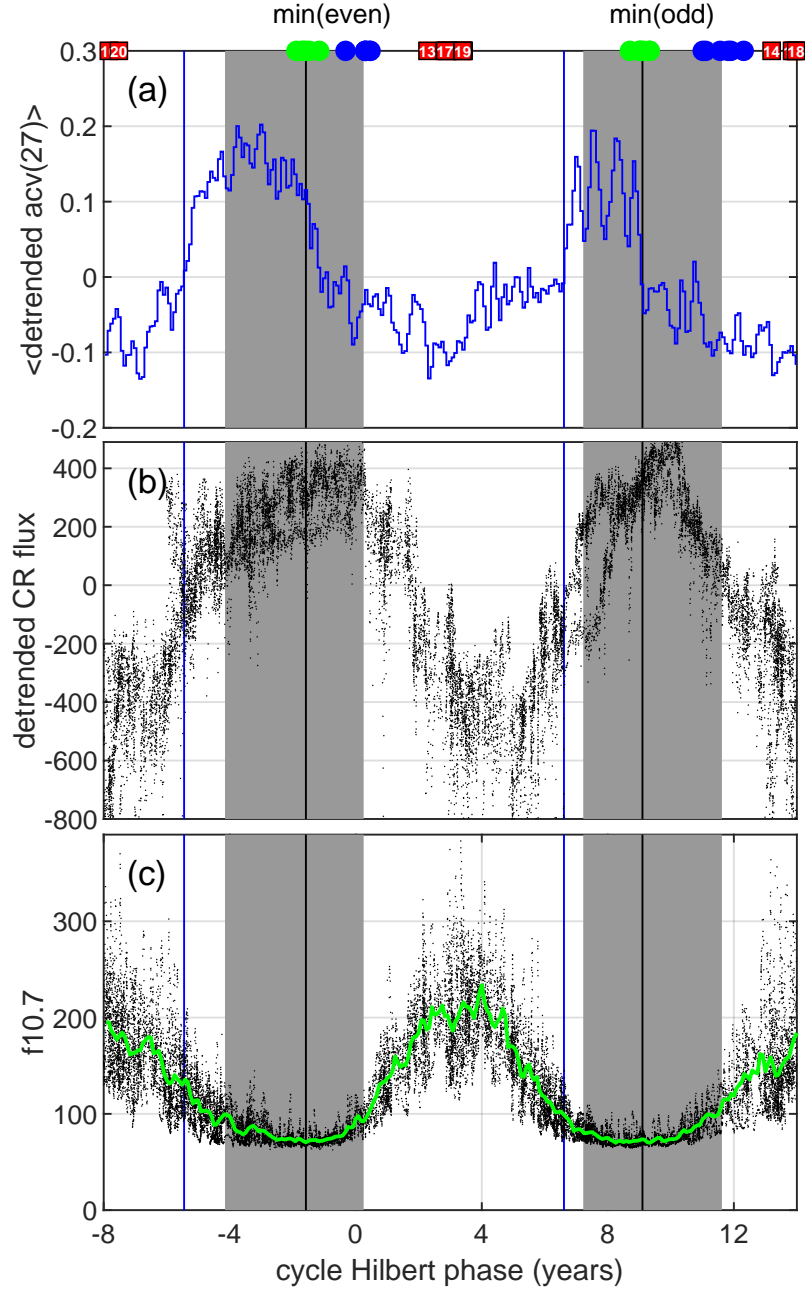 min(even) min(odd)
120 13 17 19 14 18
0.3
(a)
0.2
0.1
0
-0.1
-0.2
<detrended acv(27)>
400
(b)
200
0
-200
-400
-600
-800
detrended CR flux
(c)
300
200
100
0
f10.7
-8 -4 0 4 8 12
cycle Hilbert phase (years)